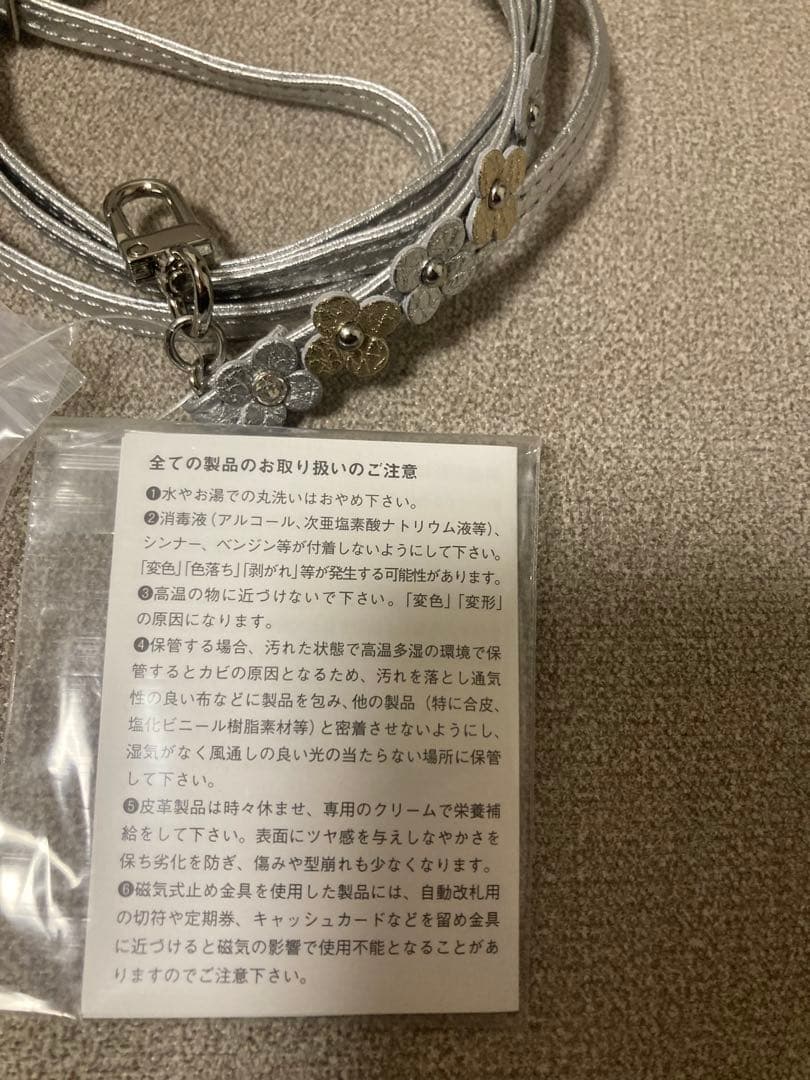 全ての製品のお取り扱いのご注意
❶水やお湯での丸洗いはおやめ下さい。
❷消毒液（アルコール、次亜塩素酸ナトリウム液等）、
シンナー、ベンジン等が付着しないようにして下さい。
「変色」「色落ち」「剥がれ」等が発生する可能性があります。
❸高温の物に近づけないで下さい。「変色」「変形」
の原因になります。
❹保管する場合、汚れた状態で高温多湿の環境で保
管するとカビの原因となるため、汚れを落とし通気
性の良い布などに製品を包み、他の製品（特に合皮、
塩化ビニール樹脂素材等）と密着させないようにし、
湿気がなく風通しの良い光の当たらない場所に保管
して下さい。
❺皮革製品は時々休ませ、専用のクリームで栄養補
給をして下さい。表面にツヤ感を与えしなやかさを
保ち劣化を防ぎ、傷みや型崩れも少なくなります。
❻磁気式止め金具を使用した製品には、自動改札用
の切符や定期券、キャッシュカードなどを留め金具
に近づけると磁気の影響で使用不能となることがあ
りますのでご注意下さい。